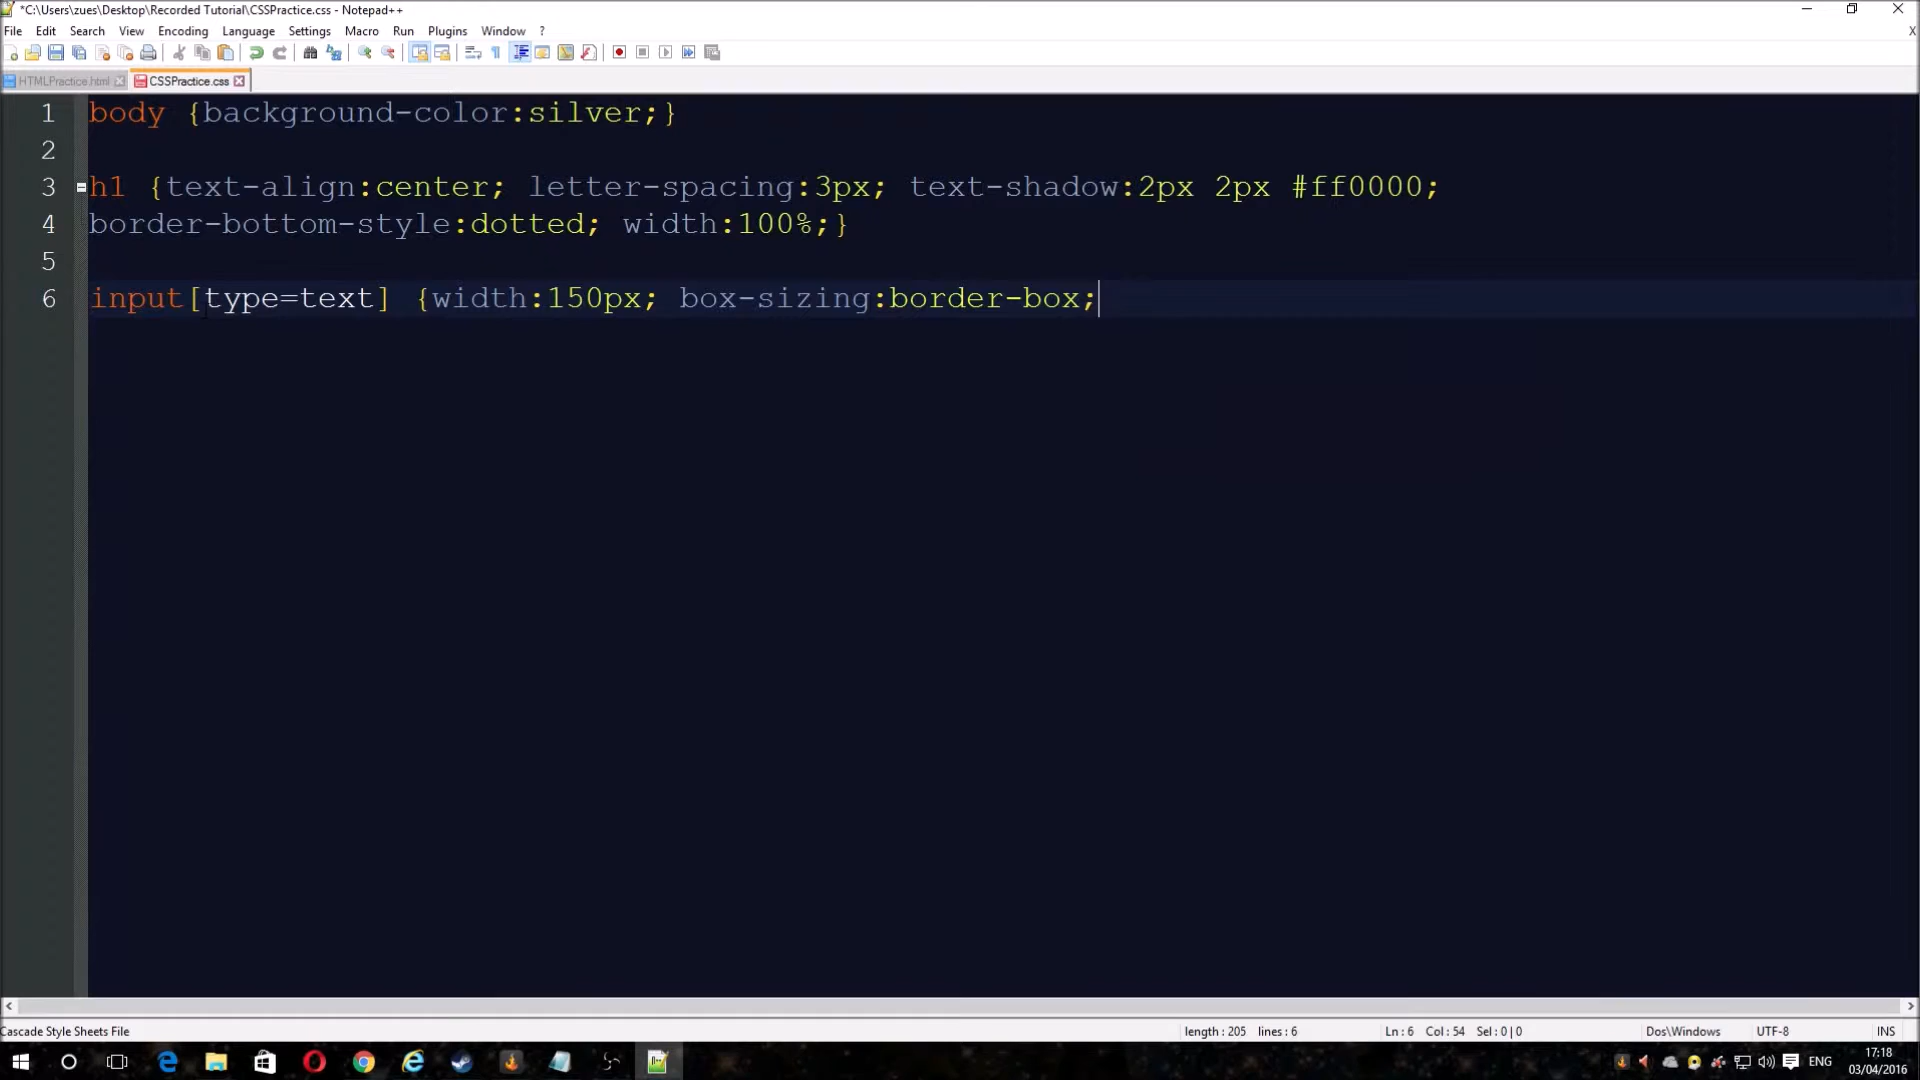 *C:\Users\zues\Desktop\Recorded Tutorial\CSSPractice.css - Notepad++
File Edit Search View Encoding Language Settings Macro Run Plugins Window ? X
HTMLPractice.html CSSPractice.css
1 body {background-color:silver;}
2
3 h1 {text-align:center; letter-spacing:3px; text-shadow:2px 2px #ff0000;
4 border-bottom-style:dotted; width:100%;}
5
6 input[type=text] {width:150px; box-sizing:border-box;
Cascade Style Sheets File length : 205 lines : 6 Ln : 6 Col : 54 Sel : 0 | 0 Dos\Windows UTF-8 INS
ENG 17:18
03/04/2016